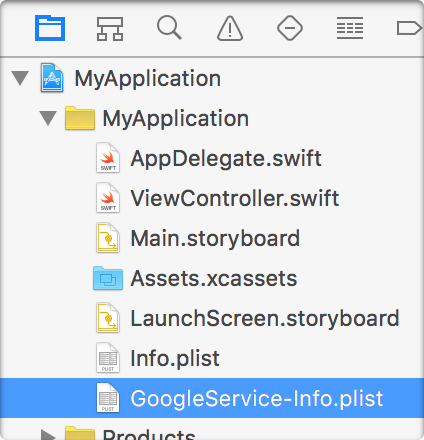 MyApplication
MyApplication
AppDelegate.swift
ViewController.swift
Main.storyboard
Assets.xcassets
LaunchScreen.storyboard
Info.plist
GoogleService-Info.plist
Products